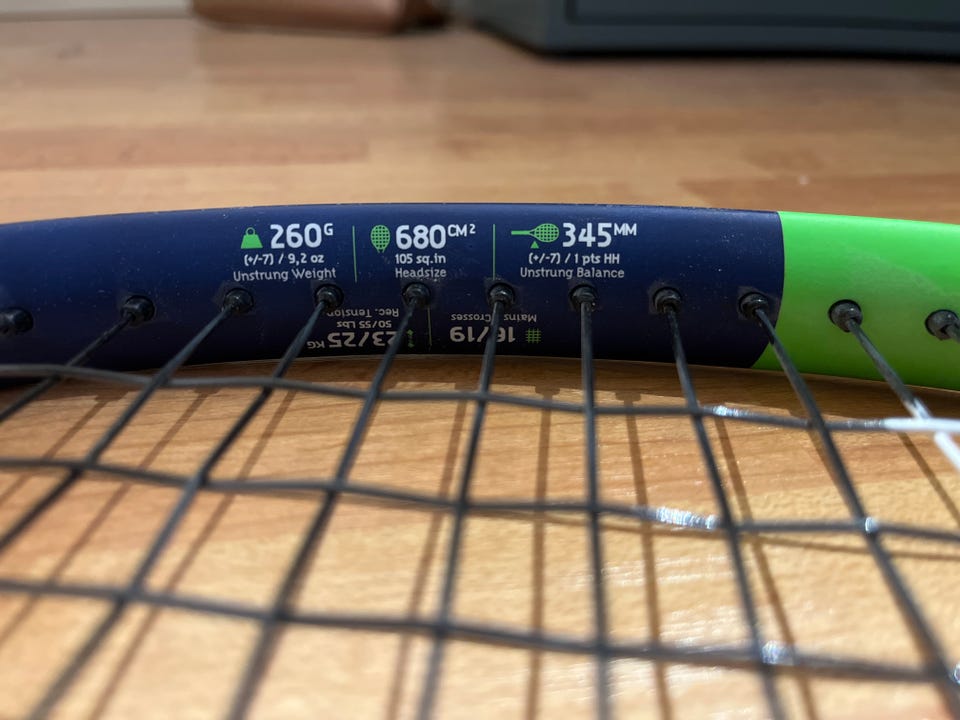 260G
(+/-7) / 9,2 oz
Unstrung Weight
680CM²
105 sq.in
Headsize
345MM
(+/-7) / 1 pts HH
Unstrung Balance
16/19
Mains/Crosses
23/25 KG
50/55 Lbs
Rec. Tension